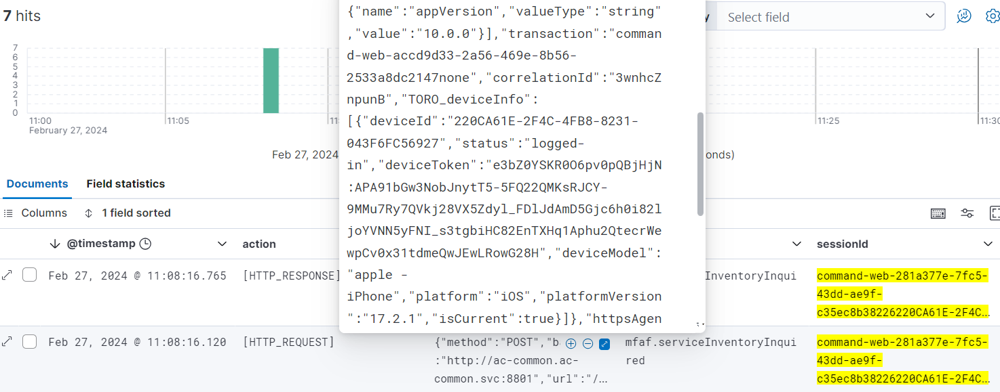 7 hits
y
Select field
7
6
5
4
3
2
1
0
11:00
February 27, 2024
11:05
11:
11:25
11:30
Feb 27, 2024
onds)
{"name":"appVersion","valueType":"string"
,"value":"10.0.0"}],"transaction":"comman
d-web-accd9d33-2a56-469e-8b56-
2533a8dc2147none","correlationId":"3wnhcZ
npunB","TORO_deviceInfo":
[{"deviceId":"220CA61E-2F4C-4FB8-8231-
043F6FC56927","status":"logged-
in","deviceToken":"e3bZ0YSKR0O6pv0pQBjHjN
:APA91bGw3NobJnytT5-5FQ22QMKsRJCY-
9MMu7Ry7QVkj28VX5Zdyl_FDlJdAmD5Gjc6h0i82l
joYVNN5yFNI_s3tgbiHC82EnTXHq1Aphu2QtecrWe
wpCv0x31tdmeQwJEwLRowG28H","deviceModel":
"apple -
iPhone","platform":"iOS","platformVersion
":"17.2.1","isCurrent":true}]},"httpsAgen
Documents
Field statistics
Columns
1 field sorted
@timestamp
action
sessionId
Feb 27, 2024 @ 11:08:16.765
[HTTP_RESPONSE]
InventoryInqui
command-web-281a377e-7fc5-
43dd-ae9f-
c35ec8b38226220CA61E-2F4C...
Feb 27, 2024 @ 11:08:16.120
[HTTP_REQUEST]
{"method":"POST","b
:"http://ac-common.ac-
common.svc:8801","url":"/...
mfaf.serviceInventoryInqui
red
command-web-281a377e-7fc5-
43dd-ae9f-
c35ec8b38226220CA61E-2F4C...